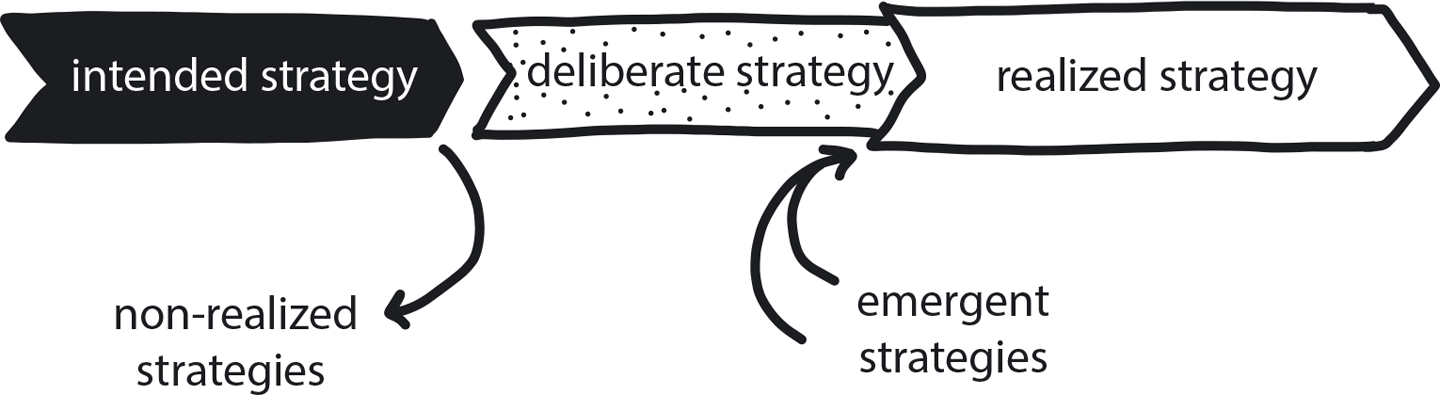 intended strategy
deliberate strategy
realized strategy
non-realized
strategies
emergent
strategies